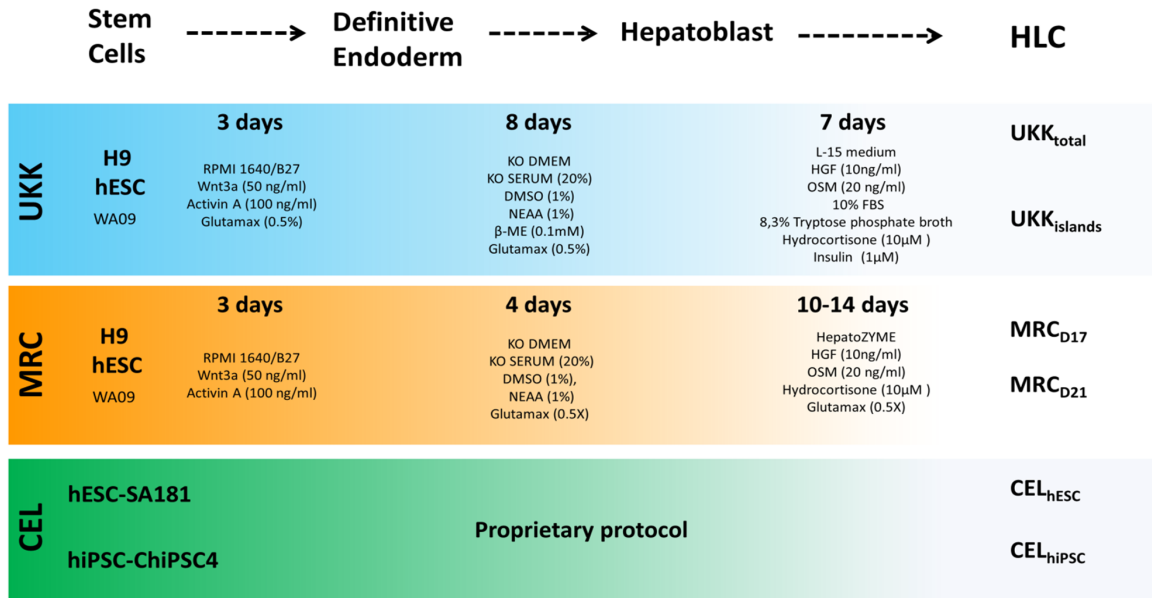 Stem
Cells
Definitive
Endoderm
Hepatoblast
HLC
UKK
H9
hESC
WA09
3 days
RPMI 1640/B27
Wnt3a (50 ng/ml)
Activin A (100 ng/ml)
Glutamax (0.5%)
8 days
KO DMEM
KO SERUM (20%)
DMSO (1%)
NEAA (1%)
β-ME (0.1mM)
Glutamax (0.5%)
7 days
L-15 medium
HGF (10ng/ml)
OSM (20 ng/ml)
10% FBS
8,3% Tryptose phosphate broth
Hydrocortisone (10μM )
Insulin  (1μM)
UKKtotal
UKKislands
MRC
H9
hESC
WA09
3 days
RPMI 1640/B27
Wnt3a (50 ng/ml)
Activin A (100 ng/ml)
4 days
KO DMEM
KO SERUM (20%)
DMSO (1%),
NEAA (1%)
Glutamax (0.5X)
10-14 days
HepatoZYME
HGF (10ng/ml)
OSM (20 ng/ml)
Hydrocortisone (10μM )
Glutamax (0.5X)
MRCD17
MRCD21
CEL
hESC-SA181
hiPSC-ChiPSC4
Proprietary protocol
CELhESC
CELhiPSC